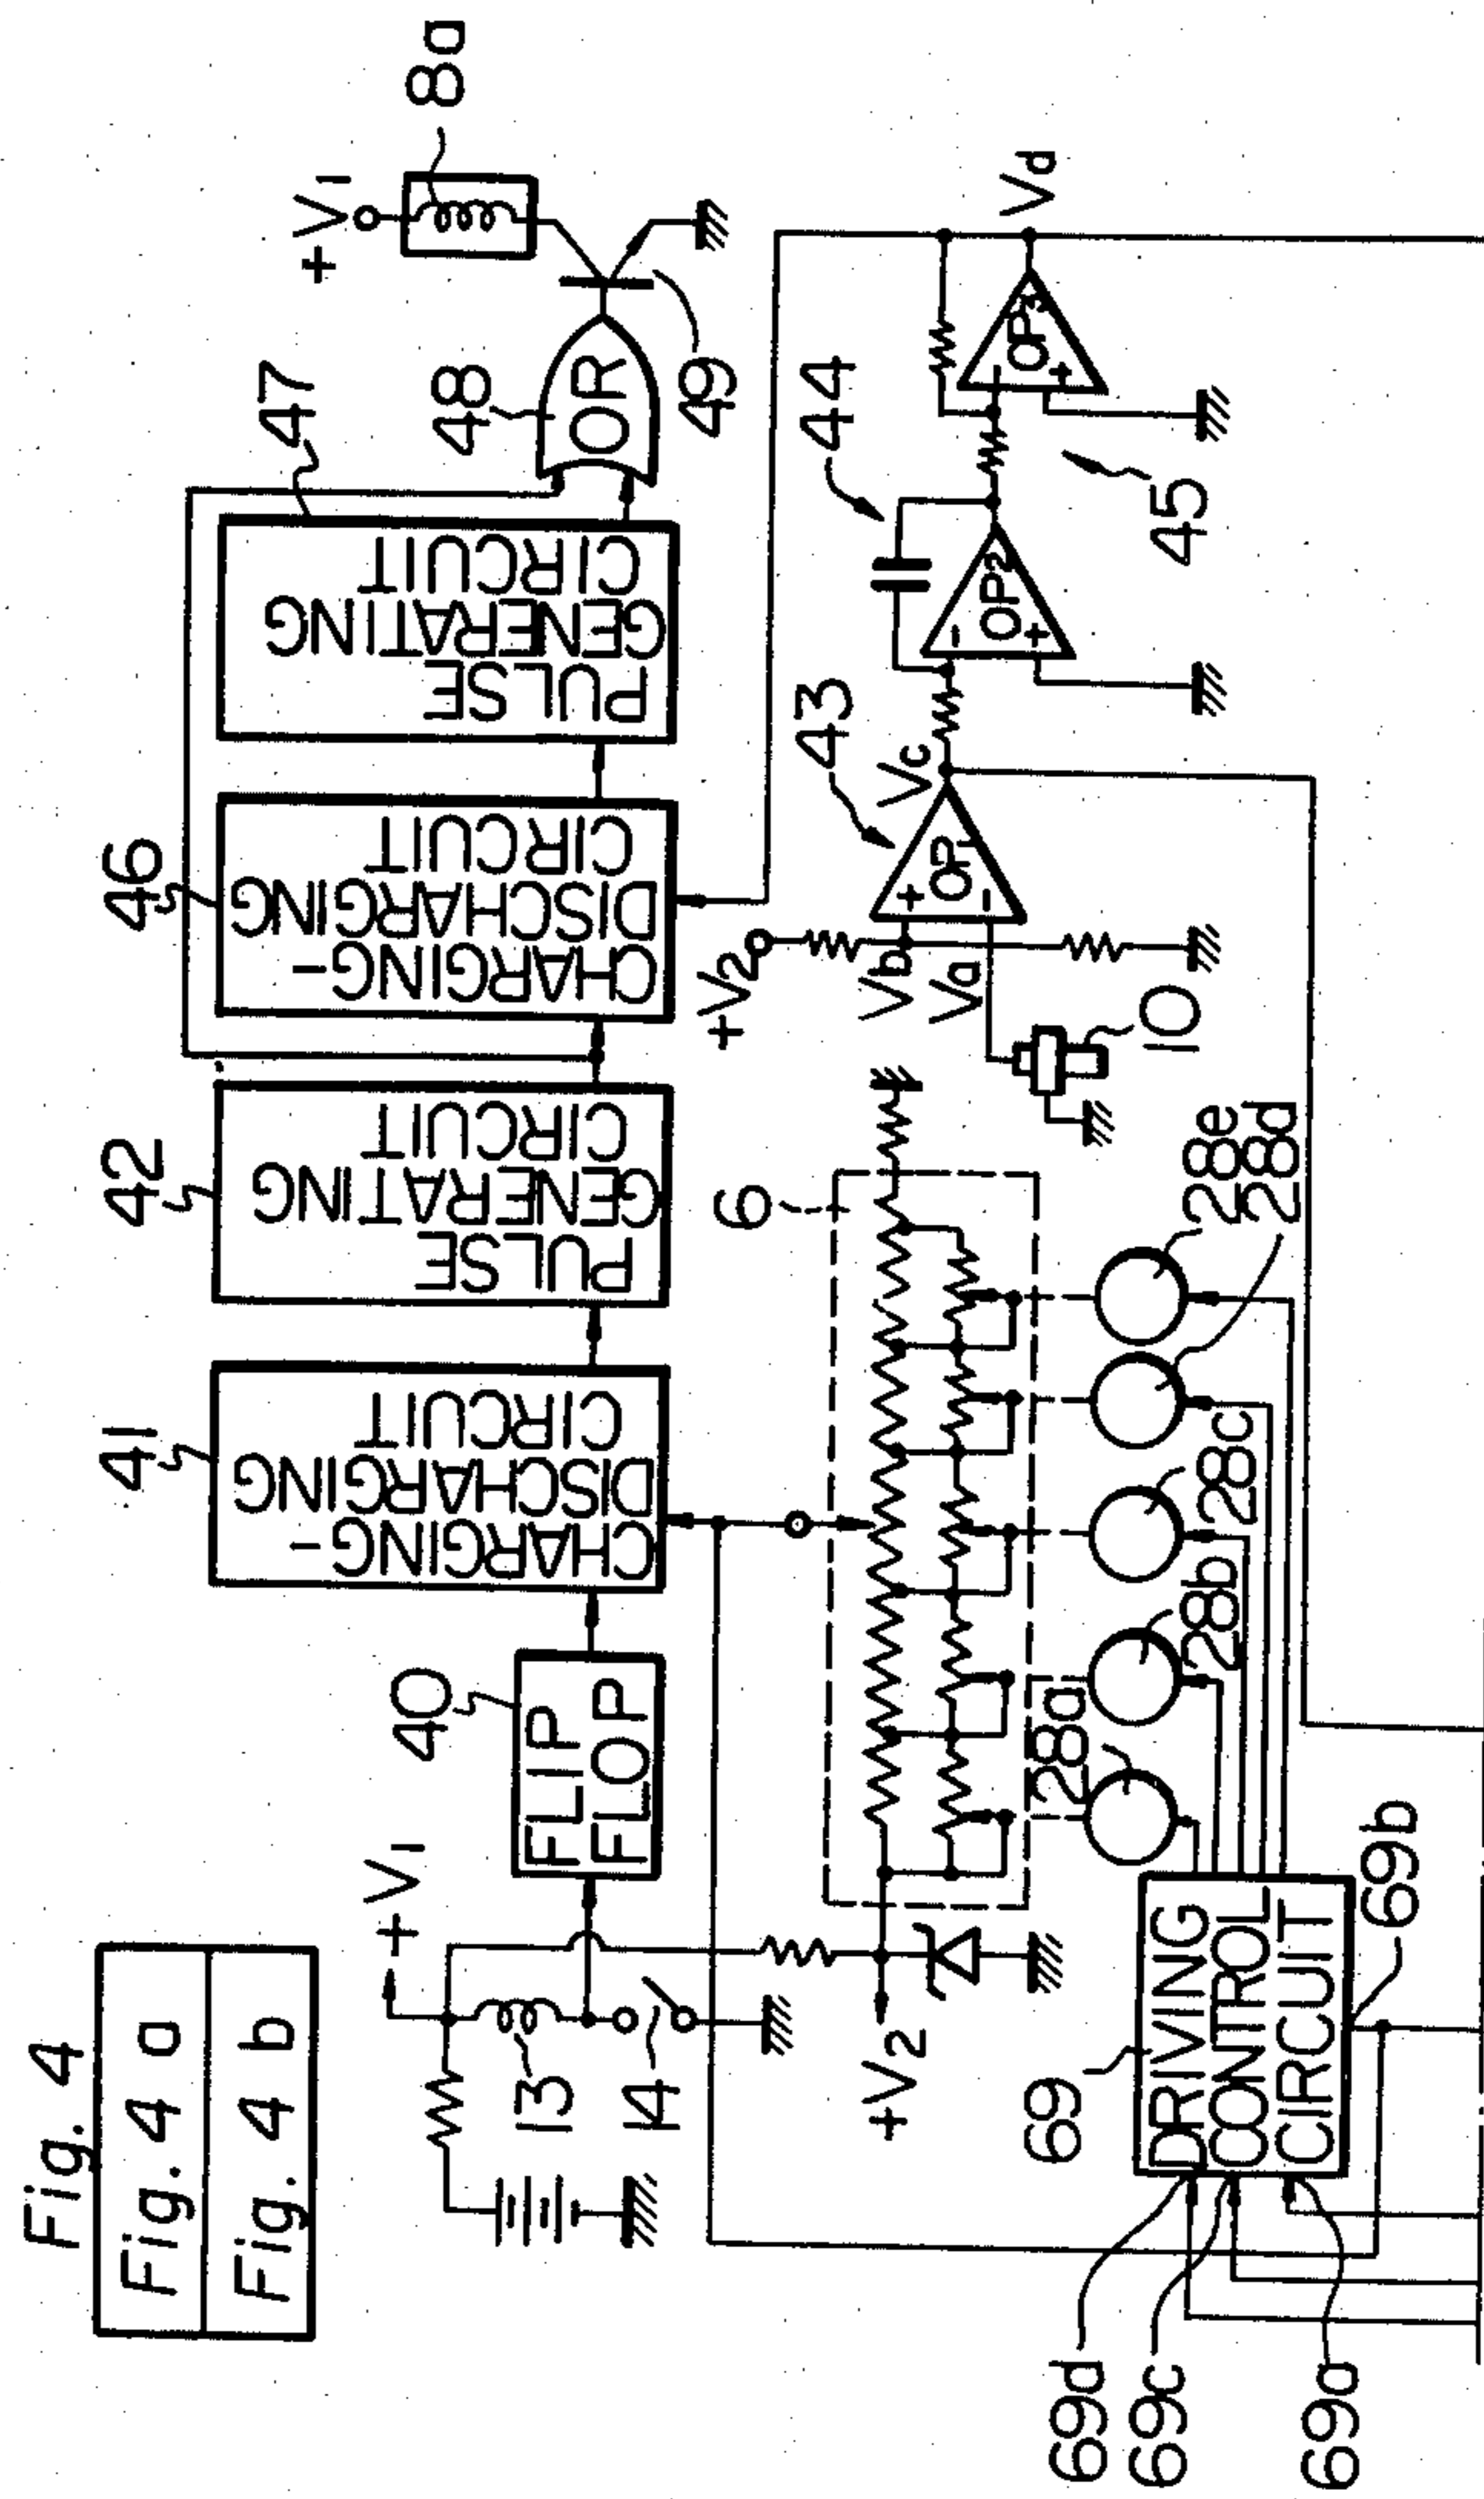 Fig. 4
Fig. 4 a
Fig. 4 b
+V1
13
14
+V2
40
FLIP
FLOP
41
CHARGING-
DISCHARGING
CIRCUIT
42
PULSE
GENERATING
CIRCUIT
46
CHARGING-
DISCHARGING
CIRCUIT
47
PULSE
GENERATING
CIRCUIT
48
OR
49
+V1
8a
6
+V2
Vb
Va
10
43
+
OP1
-
Vc
44
-
OP2
+
45
-
OP3
+
Vd
28a
28b
28c
28d
28e
69
DRIVING
CONTROL
CIRCUIT
69a
69b
69c
69d